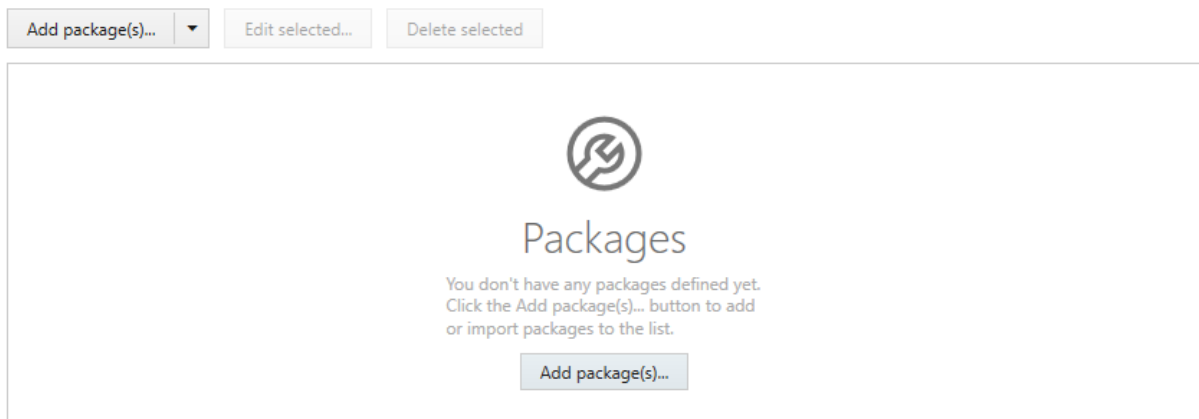 Add package(s)...
Edit selected...
Delete selected
Packages
You don't have any packages defined yet.
Click the Add package(s)... button to add
or import packages to the list.
Add package(s)...